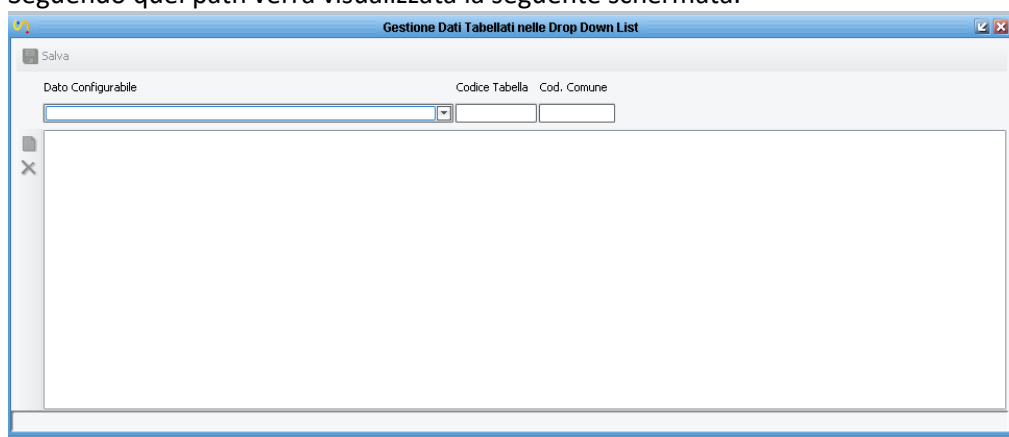 Seguendo quel path verrà visualizzata la seguente schermata:
Gestione Dati Tabellati nelle Drop Down List
Salva
Dato Configurabile Codice Tabella Cod. Comune